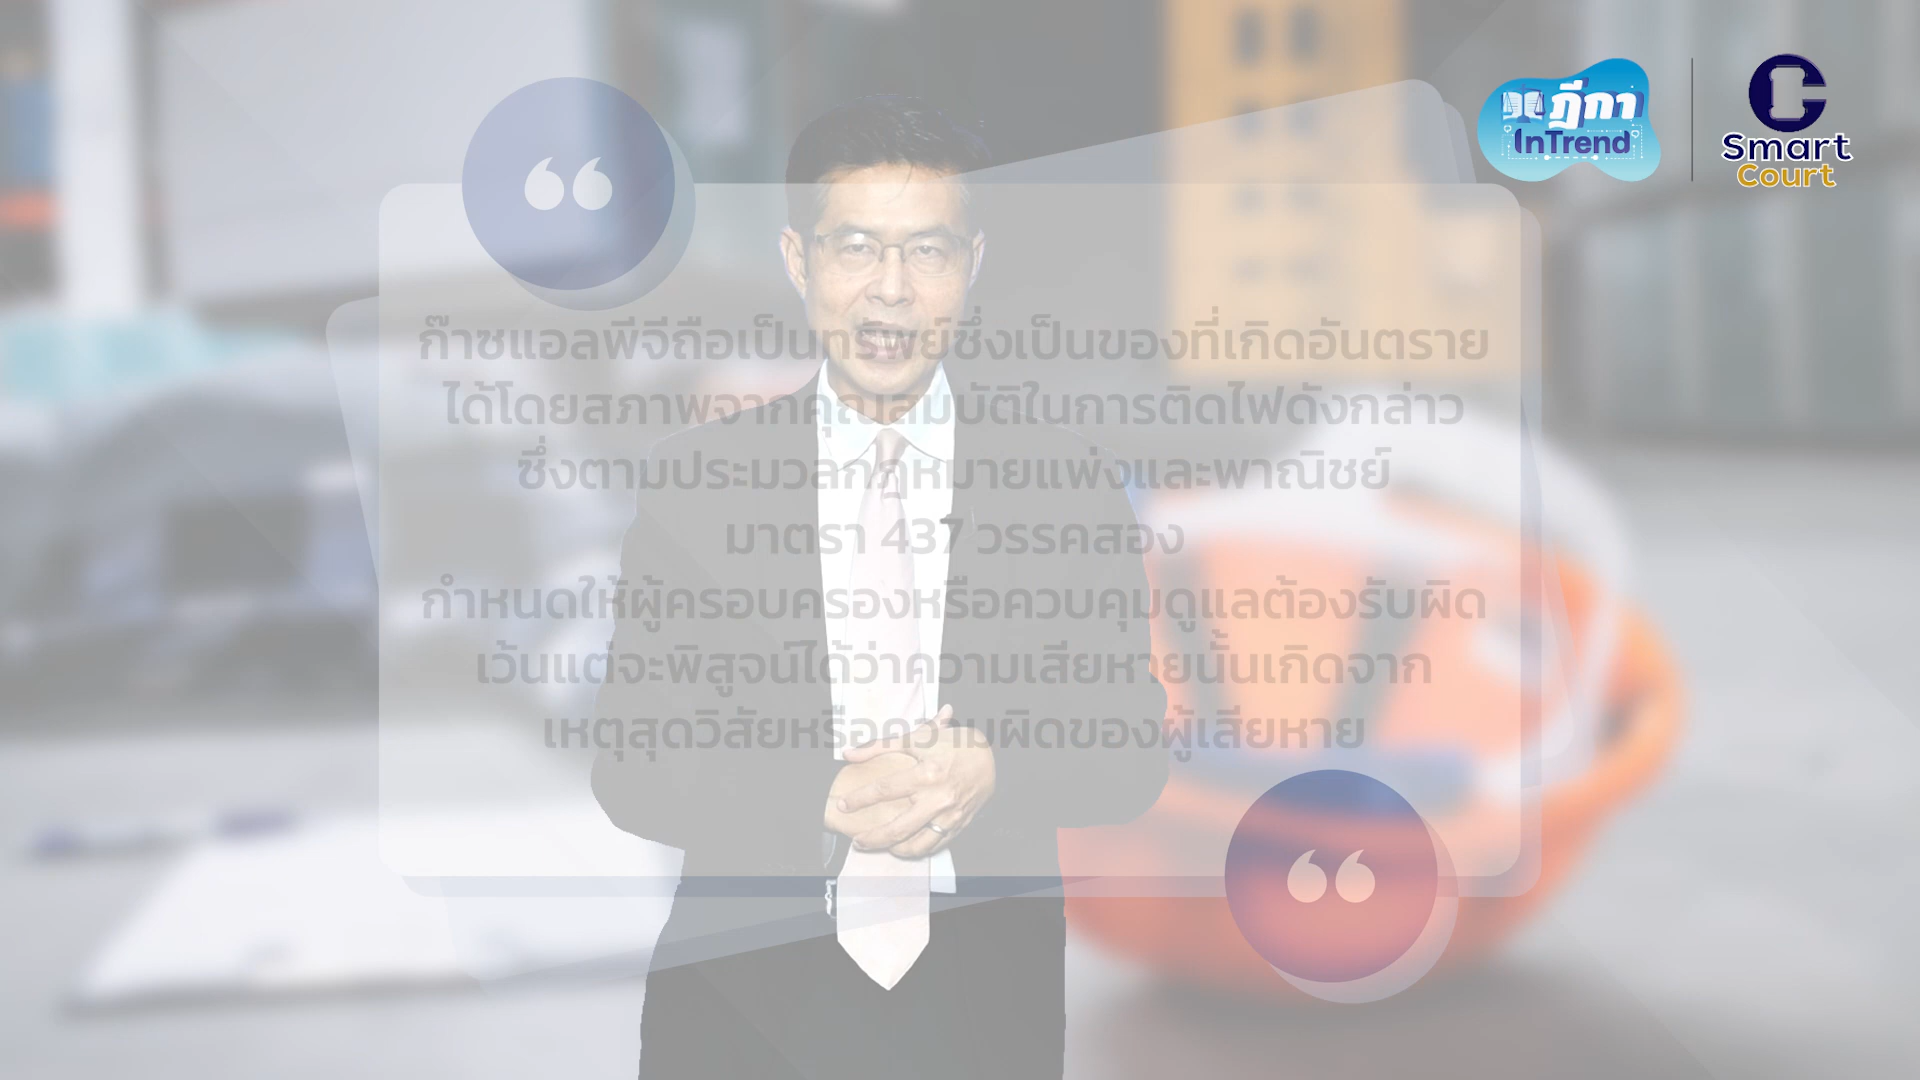 ฎีกา
InTrend
Smart
Court
ก๊าซแอลพีจีถือเป็นทรัพย์ซึ่งเป็นของที่เกิดอันตราย
ได้โดยสภาพจากคุณสมบัติในการติดไฟดังกล่าว
ซึ่งตามประมวลกฎหมายแพ่งและพาณิชย์
มาตรา 437 วรรคสอง
กำหนดให้ผู้ครอบครองหรือควบคุมดูแลต้องรับผิด
เว้นแต่จะพิสูจน์ได้ว่าความเสียหายนั้นเกิดจาก
เหตุสุดวิสัยหรือความผิดของผู้เสียหาย